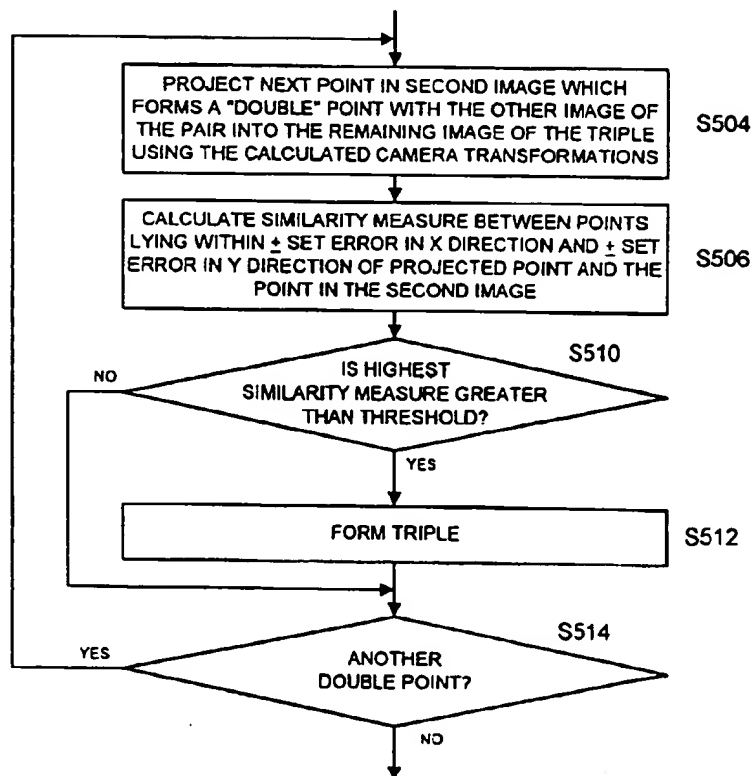 PROJECT NEXT POINT IN SECOND IMAGE WHICH
FORMS A "DOUBLE" POINT WITH THE OTHER IMAGE OF
THE PAIR INTO THE REMAINING IMAGE OF THE TRIPLE
USING THE CALCULATED CAMERA TRANSFORMATIONS
S504
CALCULATE SIMILARITY MEASURE BETWEEN POINTS
LYING WITHIN ± SET ERROR IN X DIRECTION AND ± SET
ERROR IN Y DIRECTION OF PROJECTED POINT AND THE
POINT IN THE SECOND IMAGE
S506
S510
NO
IS HIGHEST
SIMILARITY MEASURE GREATER
THAN THRESHOLD?
YES
FORM TRIPLE
S512
S514
YES
ANOTHER
DOUBLE POINT?
NO